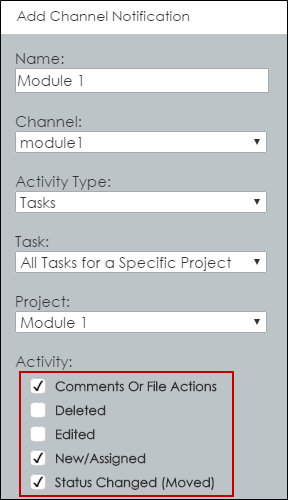 Add Channel Notification
Name:
Module 1
Channel:
module1
Activity Type:
Tasks
Task:
All Tasks for a Specific Project
Project:
Module 1
Activity:
Comments Or File Actions
Deleted
Edited
New/Assigned
Status Changed (Moved)